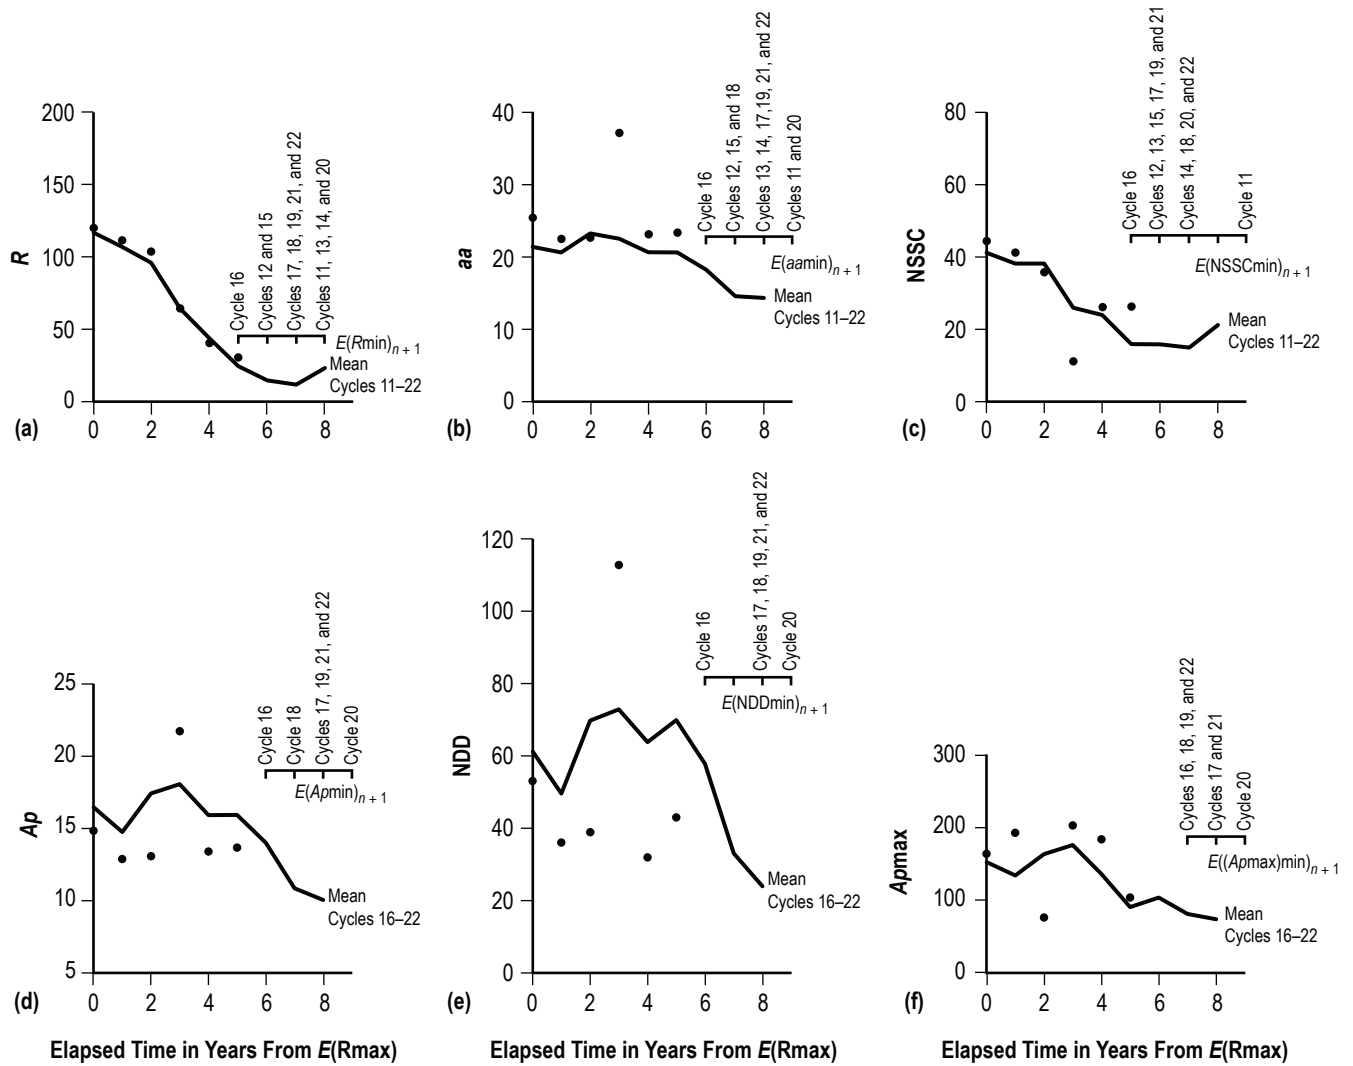 200
150
100
50
0
R
Cycle 16
Cycles 12 and 15
Cycles 17, 18, 19, 21, and 22
Cycles 11, 13, 14, and 20
E(Rmin)n + 1
Mean
Cycles 11–22
(a)
0 2 4 6 8
40
30
20
10
0
aa
Cycle 16
Cycles 12, 15, and 18
Cycles 13, 14, 17,19, 21, and 22
Cycles 11 and 20
E(aamin)n + 1
Mean
Cycles 11–22
(b)
0 2 4 6 8
80
60
40
20
0
NSSC
Cycle 16
Cycles 12, 13, 15, 17, 19, and 21
Cycles 14, 18, 20, and 22
Cycle 11
E(NSSCmin)n + 1
Mean
Cycles 11–22
(c)
0 2 4 6 8
25
20
15
10
5
Ap
Cycle 16
Cycle 18
Cycles 17, 19, 21, and 22
Cycle 20
E(Apmin)n + 1
Mean
Cycles 16–22
(d)
0 2 4 6 8
Elapsed Time in Years From E(Rmax)
120
100
80
60
40
20
0
NDD
Cycle 16
Cycles 17, 18, 19, 21, and 22
Cycle 20
E(NDDmin)n + 1
Mean
Cycles 16–22
(e)
0 2 4 6 8
Elapsed Time in Years From E(Rmax)
300
200
100
0
Apmax
Cycles 16, 18, 19, and 22
Cycles 17 and 21
Cycle 20
E((Apmax)min)n + 1
Mean
Cycles 16–22
(f)
0 2 4 6 8
Elapsed Time in Years From E(Rmax)